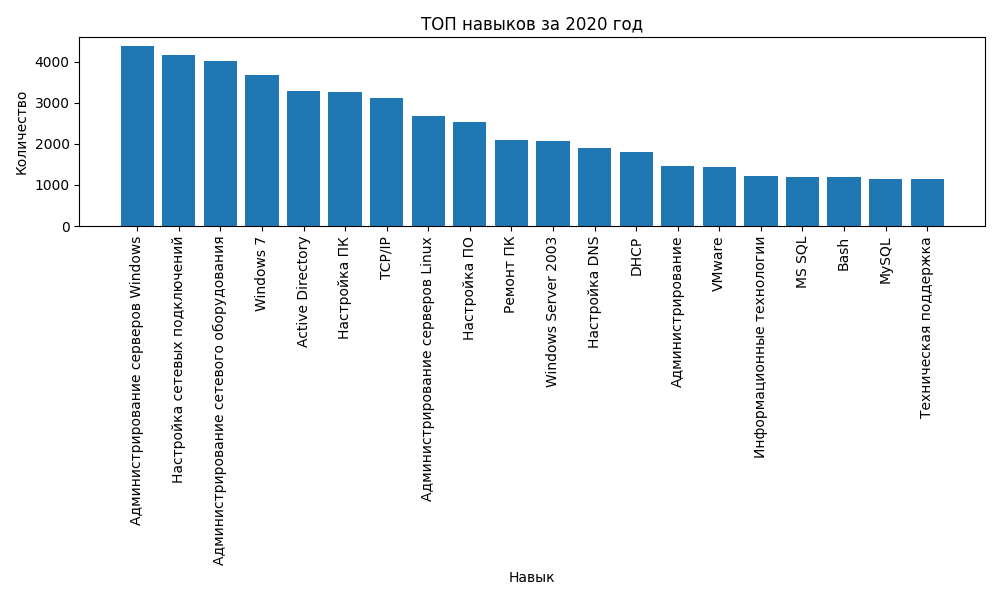 ТОП навыков за 2020 год
Количество
4000
3000
2000
1000
0
Администрирование серверов Windows
Настройка сетевых подключений
Администрирование сетевого оборудования
Windows 7
Active Directory
Настройка ПК
TCP/IP
Администрирование серверов Linux
Настройка ПО
Ремонт ПК
Windows Server 2003
Настройка DNS
DHCP
Администрирование
VMware
Информационные технологии
MS SQL
Bash
MySQL
Техническая поддержка
Навык